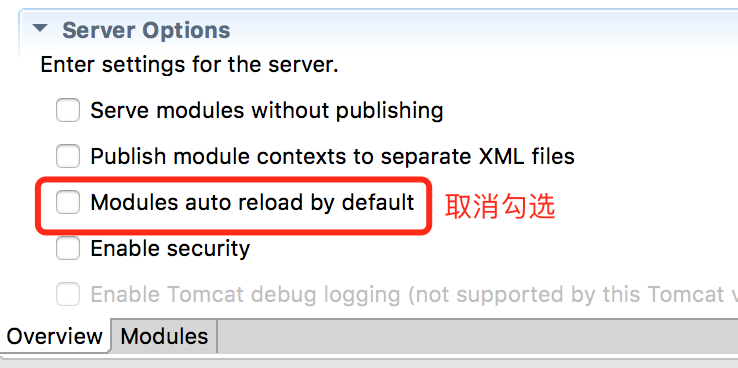 Server Options
Enter settings for the server.
Serve modules without publishing
Publish module contexts to separate XML files
Modules auto reload by default 取消勾选
Enable security
Enable Tomcat debug logging (not supported by this Tomcat v
Overview Modules